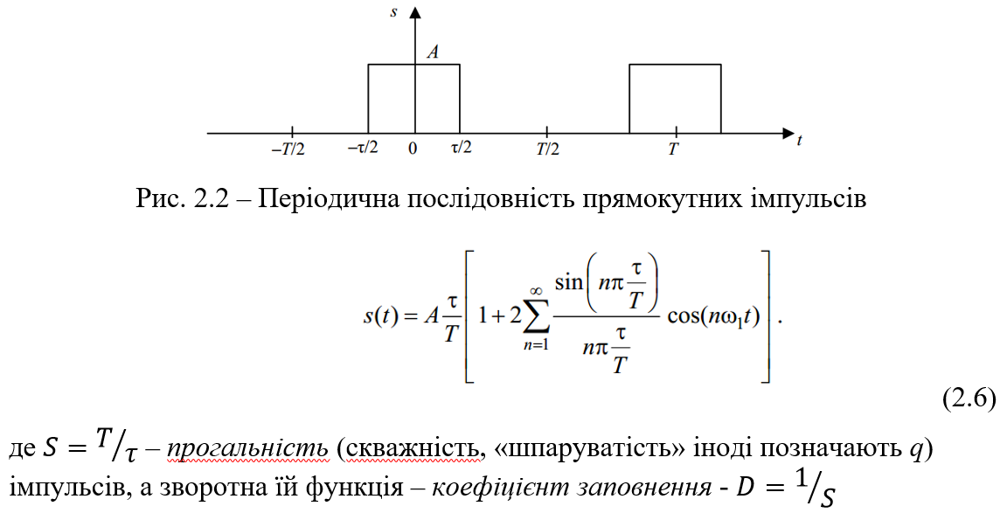 s
A
−T/2 −τ/2 0 τ/2 T/2 T t
Рис. 2.2 – Періодична послідовність прямокутних імпульсів
s(t) = A τ/T [ 1 + 2 ∑_{n=1}^{∞} sin(nπ τ/T) / (nπ τ/T) cos(nω₁t) ] .
(2.6)
де S = T/τ – прогальність (скважність, «шпаруватість» іноді позначають q)
імпульсів, а зворотна їй функція – коефіцієнт заповнення - D = 1/S